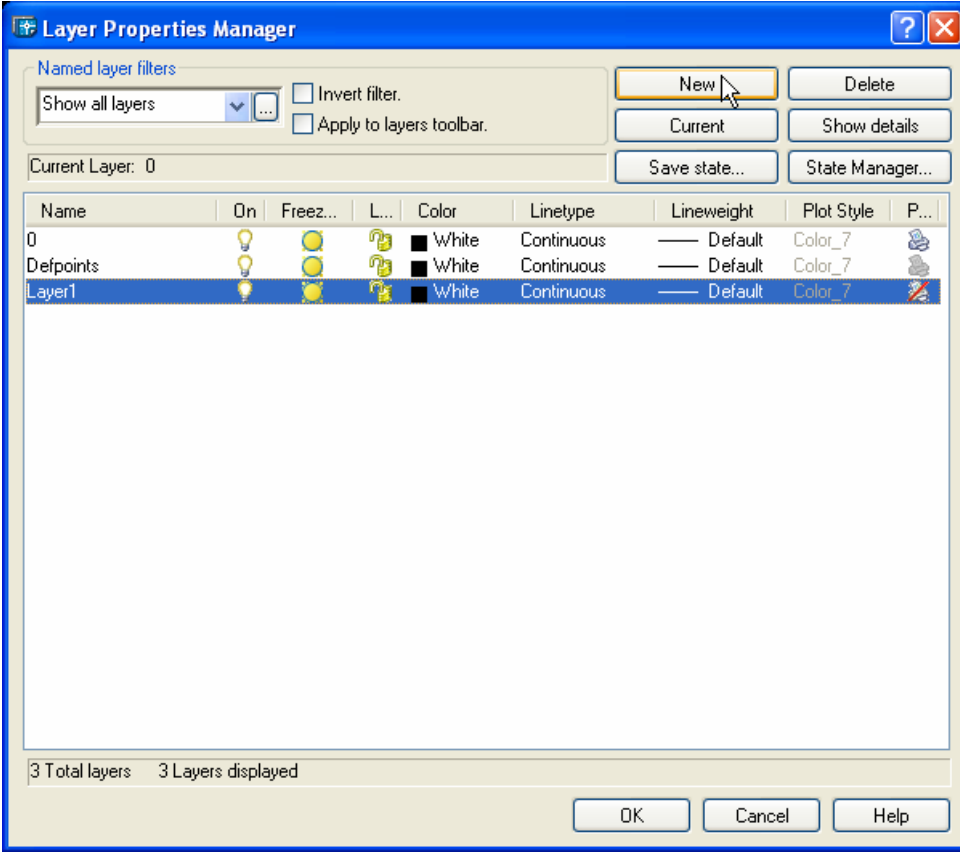 Layer Properties Manager
Named layer filters
Show all layers
...
Invert filter.
Apply to layers toolbar.
New
Delete
Current
Show details
Save state...
State Manager...
Current Layer: 0
Name On Freez... L... Color Linetype Lineweight Plot Style P...
0 White Continuous Default Color_7
Defpoints White Continuous Default Color_7
Layer1 White Continuous Default Color_7
3 Total layers 3 Layers displayed
OK Cancel Help